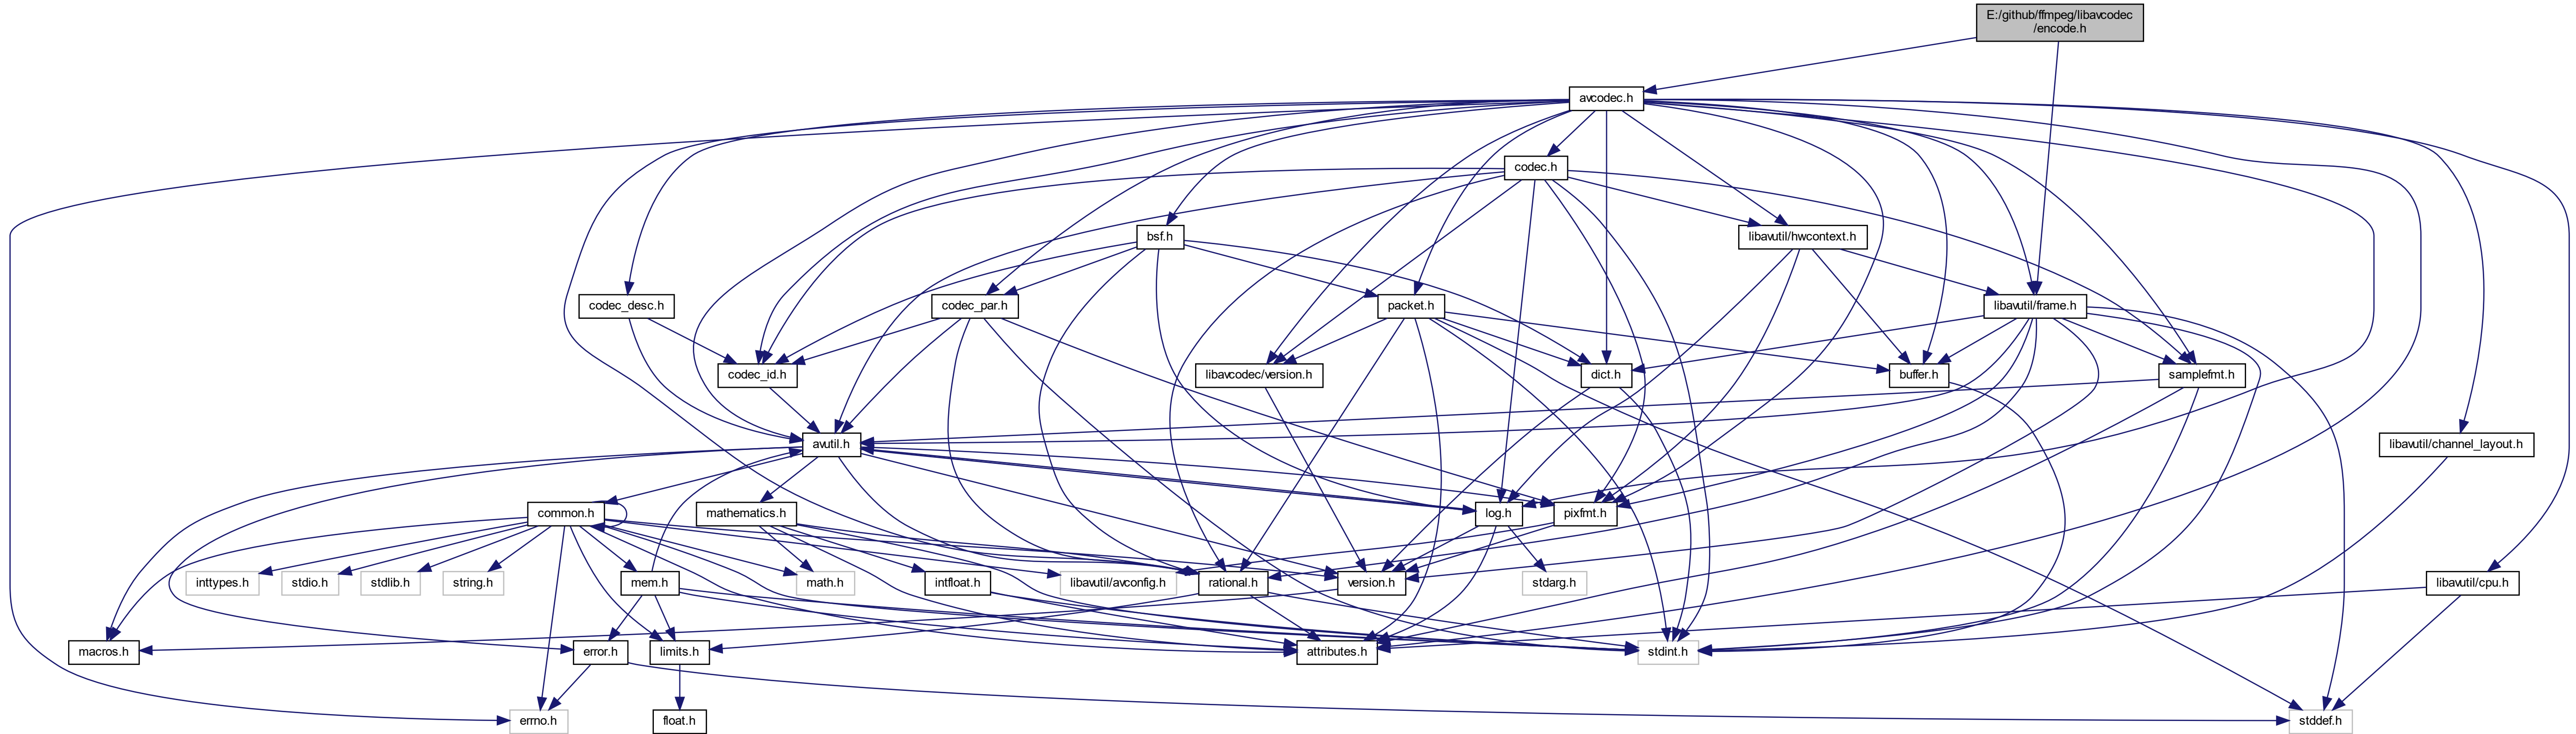 E:/github/ffmpeg/libavcodec
/encode.h
avcodec.h
codec.h
bsf.h
libavutil/hwcontext.h
codec_desc.h
codec_par.h
packet.h
libavutil/frame.h
codec_id.h
libavcodec/version.h
dict.h
buffer.h
samplefmt.h
avutil.h
libavutil/channel_layout.h
common.h
mathematics.h
log.h
pixfmt.h
inttypes.h
stdio.h
stdlib.h
string.h
mem.h
math.h
intfloat.h
libavutil/avconfig.h
rational.h
version.h
stdarg.h
libavutil/cpu.h
macros.h
error.h
limits.h
attributes.h
stdint.h
errno.h
float.h
stddef.h